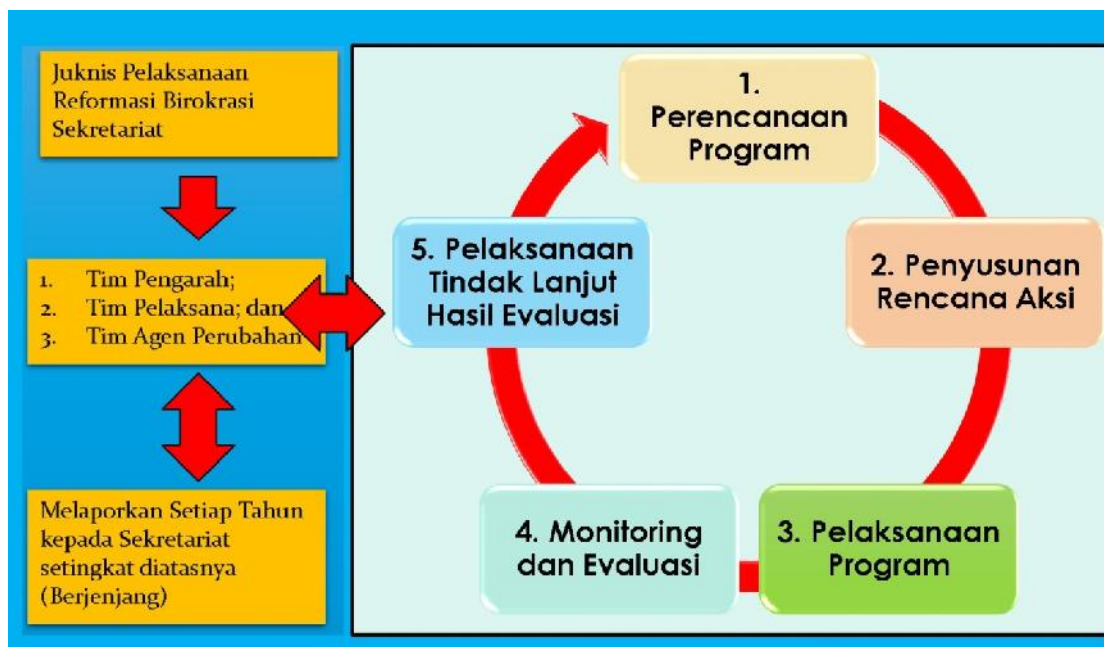 Juknis Pelaksanaan
Reformasi Birokrasi
Sekretariat
1. Tim Pengarah;
2. Tim Pelaksana; dan
3. Tim Agen Perubahan
Melaporkan Setiap Tahun
kepada Sekretariat
setingkat diatasnya
(Berjenjang)
1.
Perencanaan
Program
2. Penyusunan
Rencana Aksi
3. Pelaksanaan
Program
4. Monitoring
dan Evaluasi
5. Pelaksanaan
Tindak Lanjut
Hasil Evaluasi